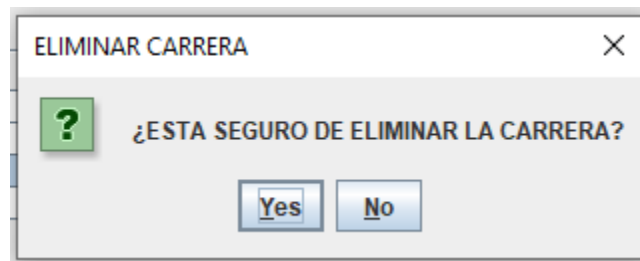 ELIMINAR CARRERA
¿ESTA SEGURO DE ELIMINAR LA CARRERA?
Yes No